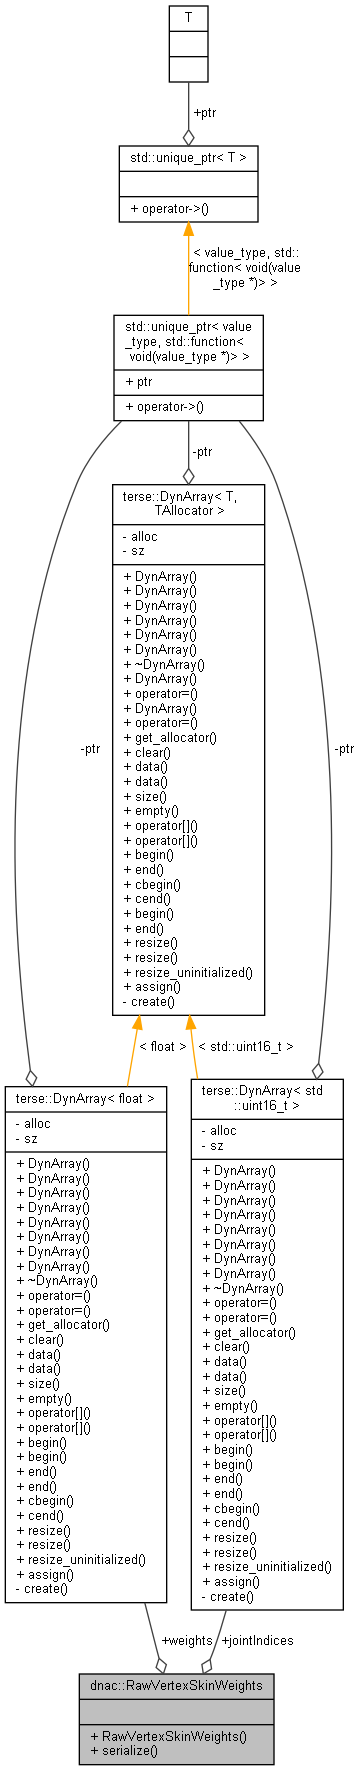 T
+ptr
std::unique_ptr< T >
+ operator->()
< value_type, std::
function< void(value
_type *)> >
std::unique_ptr< value
_type, std::function<
void(value_type *)> >
+ ptr
+ operator->()
-ptr
terse::DynArray< T,
TAllocator >
- alloc
- sz
+ DynArray()
+ DynArray()
+ DynArray()
+ DynArray()
+ DynArray()
+ DynArray()
+ ~DynArray()
+ DynArray()
+ operator=()
+ DynArray()
+ operator=()
+ get_allocator()
+ clear()
+ data()
+ data()
+ size()
+ empty()
+ operator[]()
+ operator[]()
+ begin()
+ end()
+ cbegin()
+ cend()
+ begin()
+ end()
+ resize()
+ resize()
+ resize_uninitialized()
+ assign()
- create()
-ptr
-ptr
< float >
< std::uint16_t >
terse::DynArray< float >
- alloc
- sz
+ DynArray()
+ DynArray()
+ DynArray()
+ DynArray()
+ DynArray()
+ DynArray()
+ DynArray()
+ DynArray()
+ ~DynArray()
+ operator=()
+ operator=()
+ get_allocator()
+ clear()
+ data()
+ data()
+ size()
+ empty()
+ operator[]()
+ operator[]()
+ begin()
+ begin()
+ end()
+ end()
+ cbegin()
+ cend()
+ resize()
+ resize()
+ resize_uninitialized()
+ assign()
- create()
terse::DynArray< std
::uint16_t >
- alloc
- sz
+ DynArray()
+ DynArray()
+ DynArray()
+ DynArray()
+ DynArray()
+ DynArray()
+ DynArray()
+ DynArray()
+ ~DynArray()
+ operator=()
+ operator=()
+ get_allocator()
+ clear()
+ data()
+ data()
+ size()
+ empty()
+ operator[]()
+ operator[]()
+ begin()
+ begin()
+ end()
+ end()
+ cbegin()
+ cend()
+ resize()
+ resize()
+ resize_uninitialized()
+ assign()
- create()
+weights
+jointIndices
dnac::RawVertexSkinWeights
+ RawVertexSkinWeights()
+ serialize()